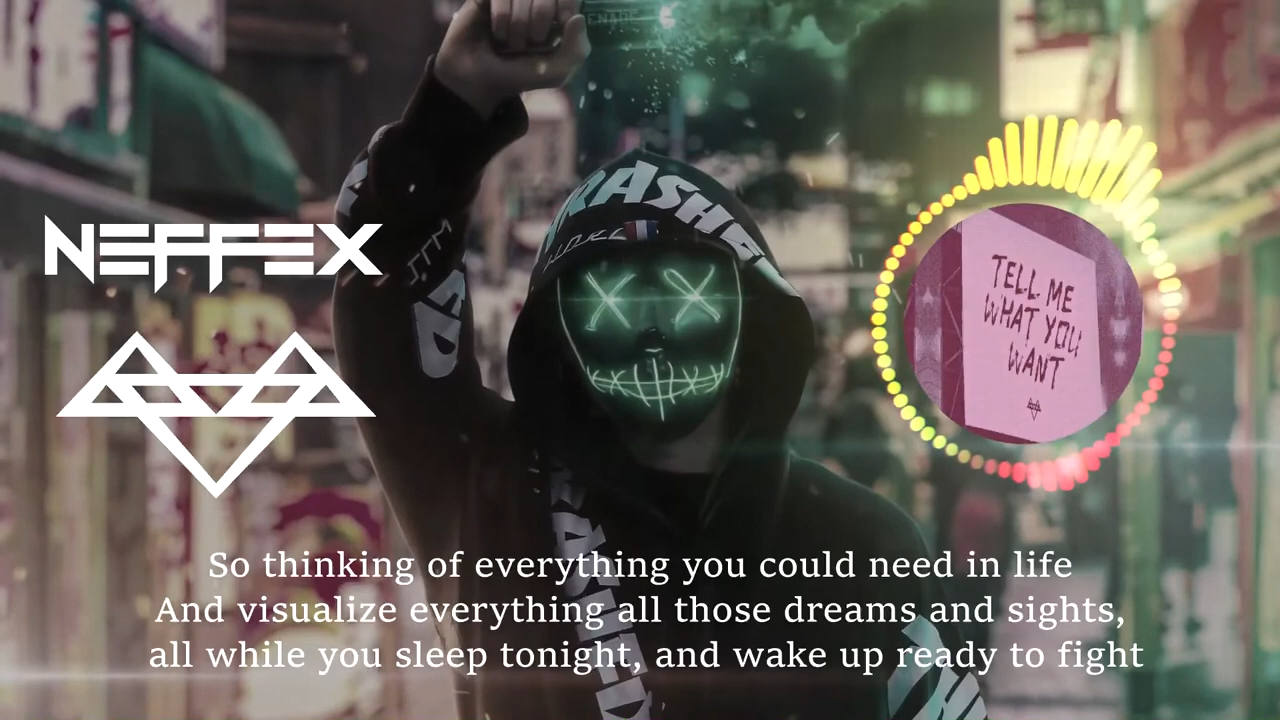 NEFFEX
RASHE
TELL ME
WHAT YOU
WANT
So thinking of everything you could need in life
And visualize everything all those dreams and sights,
all while you sleep tonight, and wake up ready to fight